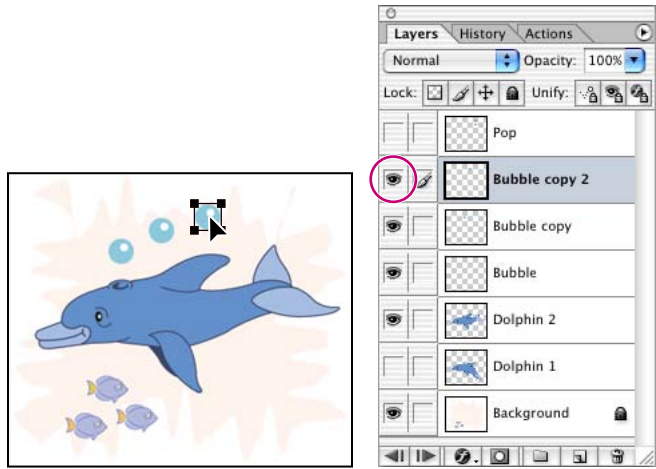 Layers History Actions
Normal Opacity: 100%
Lock: Unify:
Pop
Bubble copy 2
Bubble copy
Bubble
Dolphin 2
Dolphin 1
Background